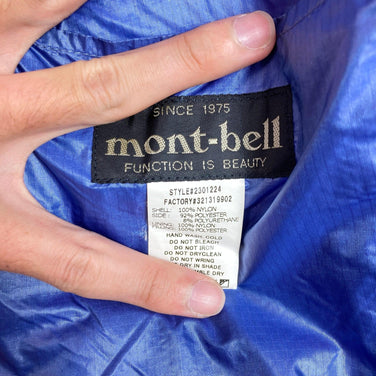 SINCE 1975
mont-bell
FUNCTION IS BEAUTY
STYLE#2301224
FACTORY#321319902
SHELL: 100% NYLON
SIDE: 92% POLYESTER
8% POLYURETHANE
LINING: 100% NYLON
FILLING: 100%
HAND WASH COLD
DO NOT BLEACH
DO NOT IRON
DO NOT DRYCLEAN
DO NOT WRING
DRY IN SHADE
DRY